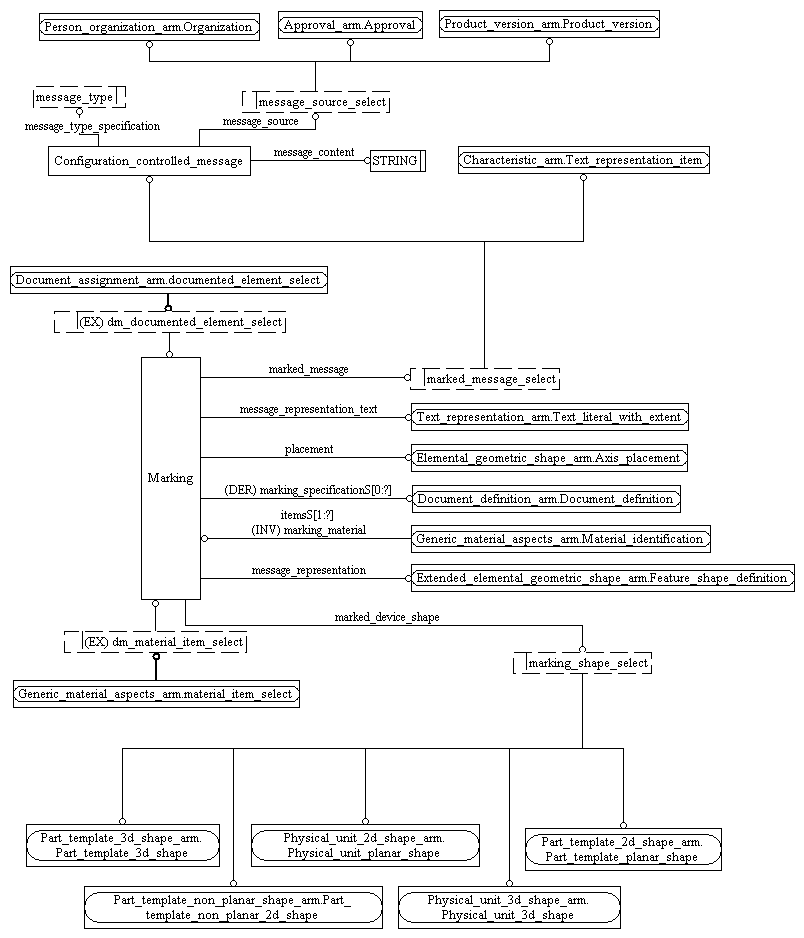 Person_organization_arm.Organization
Approval_arm.Approval
Product_version_arm.Product_version
message_type
message_source_select
message_type_specification
message_source
Configuration_controlled_message
message_content
STRING
Characteristic_arm.Text_representation_item
Document_assignment_arm.documented_element_select
(EX) dm_documented_element_select
marked_message
marked_message_select
message_representation_text
Text_representation_arm.Text_literal_with_extent
placement
Elemental_geometric_shape_arm.Axis_placement
Marking
(DER) marking_specificationS[0:?]
Document_definition_arm.Document_definition
itemsS[1:?]
(INV) marking_material
Generic_material_aspects_arm.Material_identification
message_representation
Extended_elemental_geometric_shape_arm.Feature_shape_definition
marked_device_shape
(EX) dm_material_item_select
marking_shape_select
Generic_material_aspects_arm.material_item_select
Part_template_3d_shape_arm.
Part_template_3d_shape
Physical_unit_2d_shape_arm.
Physical_unit_planar_shape
Part_template_2d_shape_arm.
Part_template_planar_shape
Part_template_non_planar_shape_arm.Part_
template_non_planar_2d_shape
Physical_unit_3d_shape_arm.
Physical_unit_3d_shape